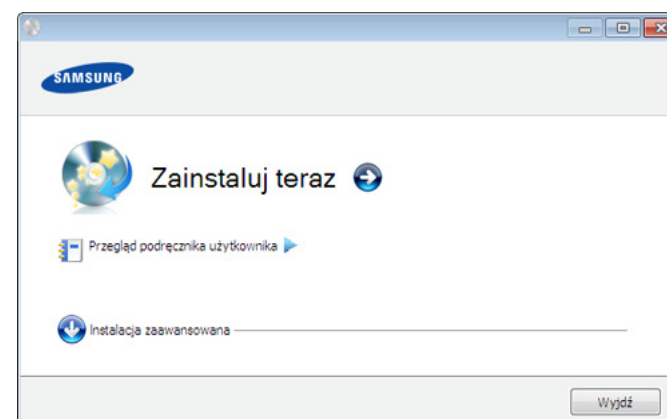 SAMSUNG
Zainstaluj teraz
Przegląd podręcznika użytkownika
Instalacja zaawansowana
Wyjdź